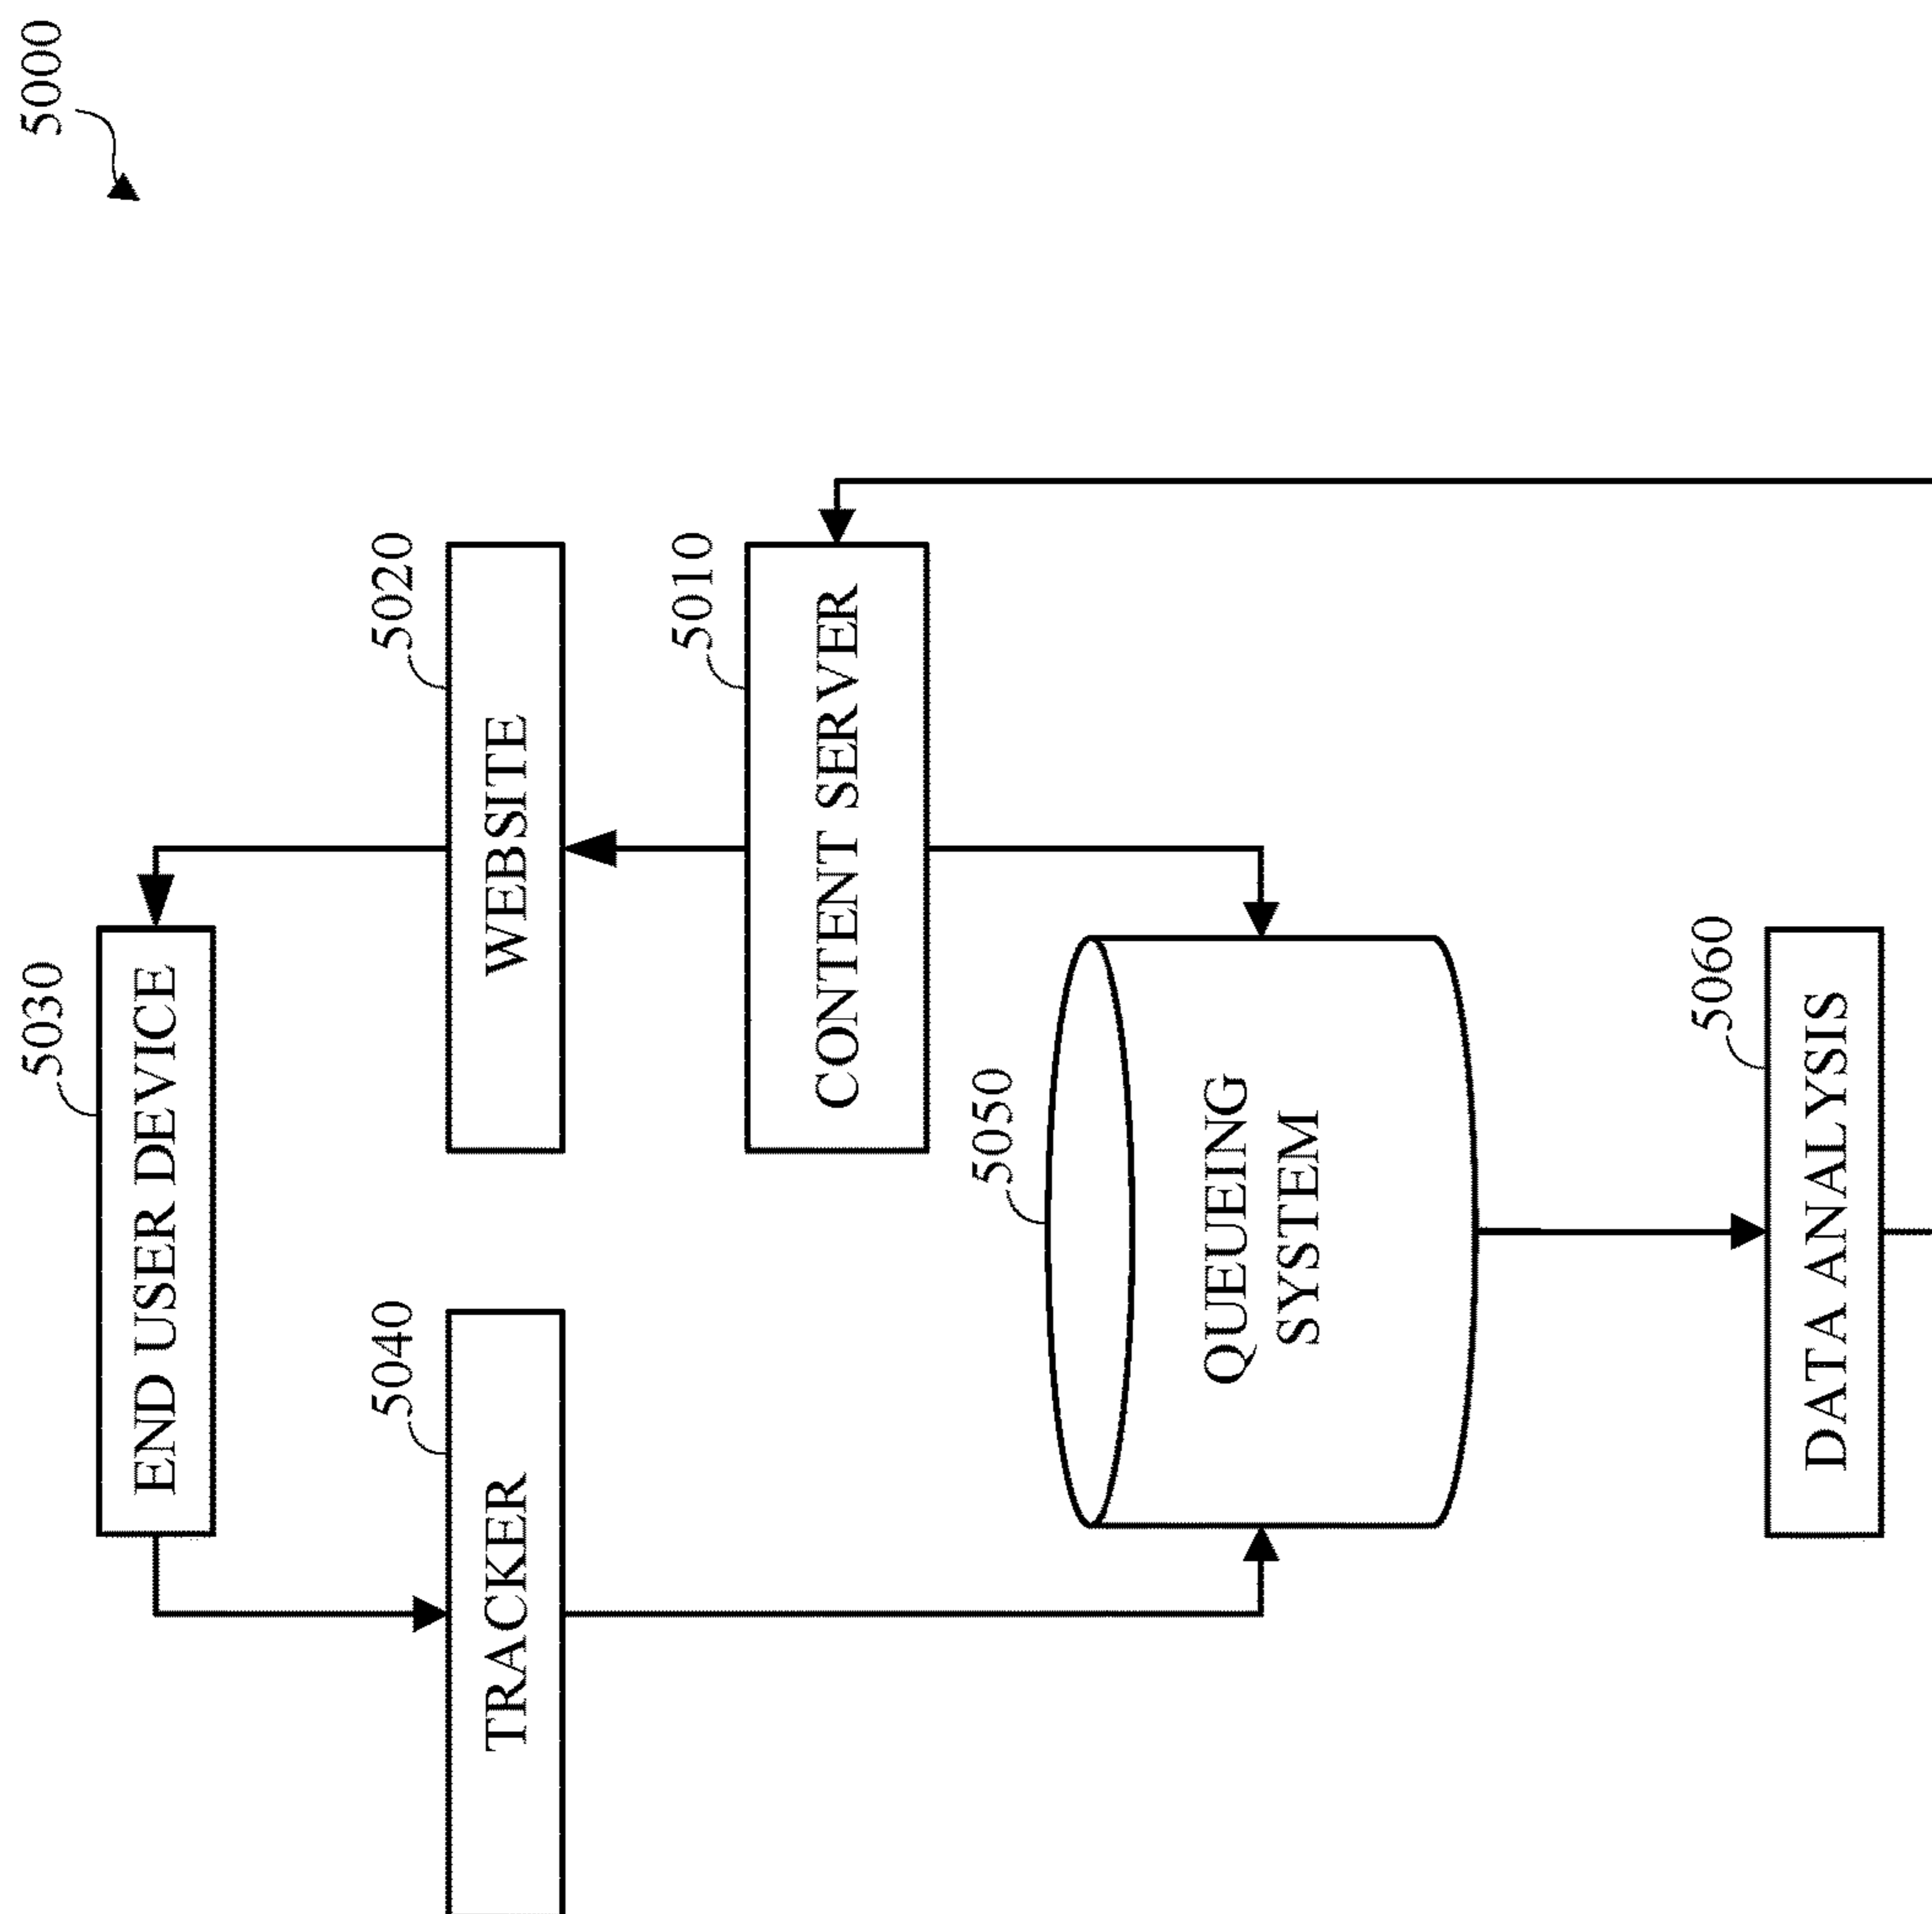 5000
5030
END USER DEVICE
5040
TRACKER
5020
WEBSITE
5010
CONTENT SERVER
5050
QUEUEING
SYSTEM
5060
DATA ANALYSIS